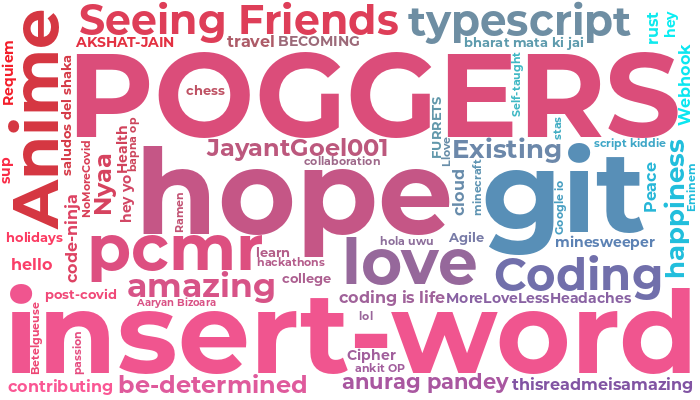 Seeing Friends
typescript
AKSHAT-JAIN
travel
BECOMING
bharat mata ki jai
rust
hey
Requiem
Anime
saludos del shaka
POGGERS
chess
Self-taught
Webhook
sup
NoMoreCovid
Nyaa
Health
hey yo
bapna op
JayantGoel001
collaboration
FURRETS
Llove
Existing
stas
script kiddie
hope
Ramen
cloud
minecraft
git
Google io
Peace
happiness
Eminem
holidays
hello
code-ninja
pcmr
learn
hackathons
college
hola uwu
Agile
minesweeper
love
Coding
amazing
post-covid
Aaryan Bizoara
coding is life
MoreLoveLessHeadaches
lol
insert-word
Betelgueuse
passion
Cipher
ankit OP
contributing
be-determined
anurag pandey
thisreadmeisamazing